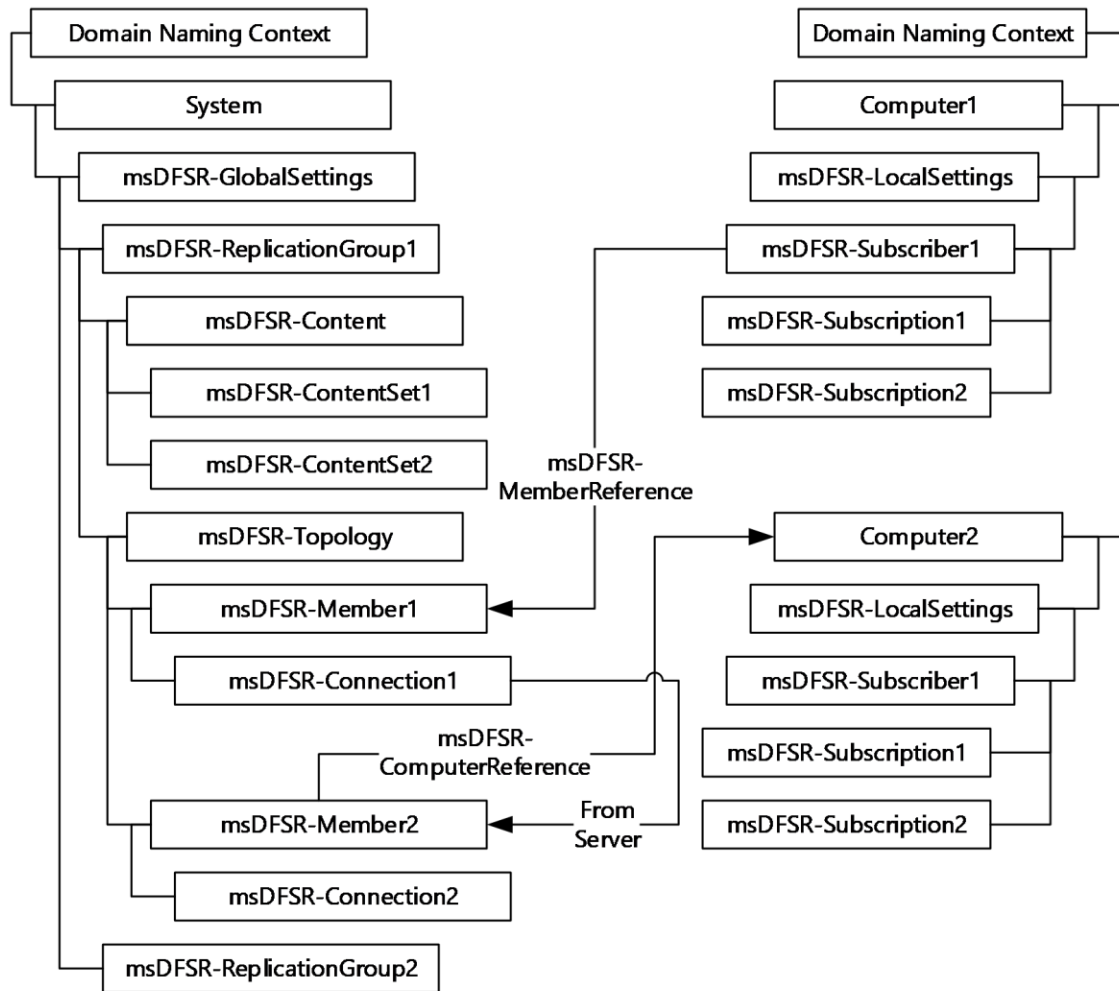 Domain Naming Context
System
msDFSR-GlobalSettings
msDFSR-ReplicationGroup1
msDFSR-Content
msDFSR-ContentSet1
msDFSR-ContentSet2
msDFSR-Topology
msDFSR-Member1
msDFSR-Connection1
msDFSR-
ComputerReference
msDFSR-Member2
From
Server
msDFSR-Connection2
msDFSR-ReplicationGroup2
msDFSR-
MemberReference
Domain Naming Context
Computer1
msDFSR-LocalSettings
msDFSR-Subscriber1
msDFSR-Subscription1
msDFSR-Subscription2
Computer2
msDFSR-LocalSettings
msDFSR-Subscriber1
msDFSR-Subscription1
msDFSR-Subscription2